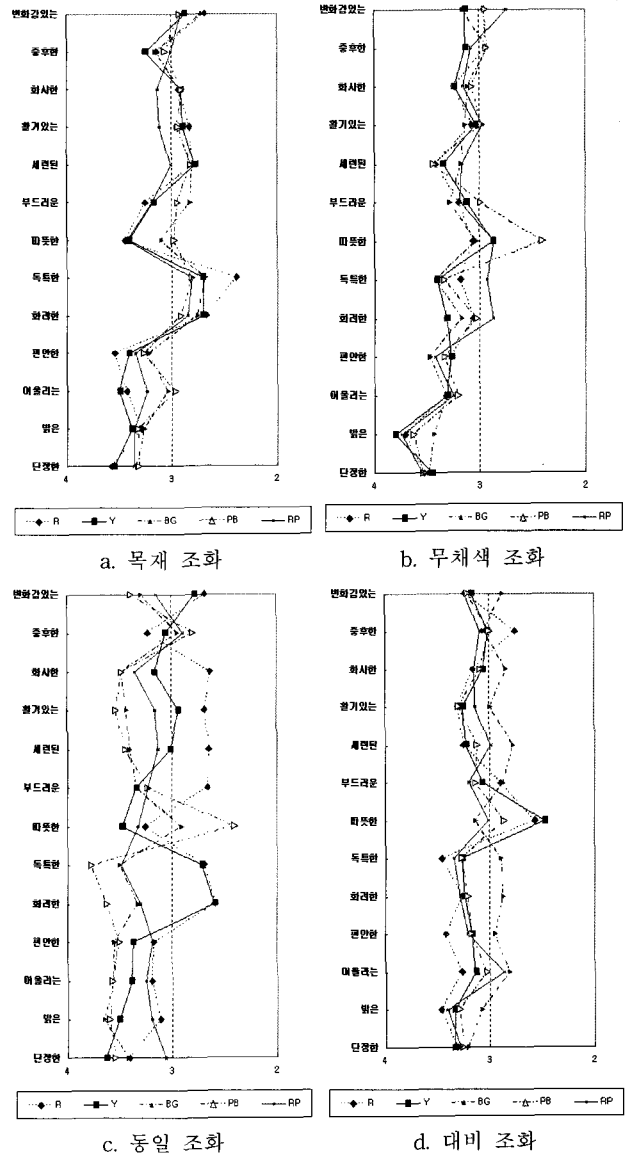 변화감있는
중후한
화사한
활기있는
세련된
부드러운
따뜻한
독특한
화려한
편안한
어울리는
밝은
단정한
4 3 2
R Y BG PB RP
a. 목재 조화
변화감있는
중후한
화사한
활기있는
세련된
부드러운
따뜻한
독특한
화려한
편안한
어울리는
밝은
단정한
4 3 2
R Y BG PB RP
b. 무채색 조화
변화감있는
중후한
화사한
활기있는
세련된
부드러운
따뜻한
독특한
화려한
편안한
어울리는
밝은
단정한
4 3 2
R Y BG PB RP
c. 동일 조화
변화감있는
중후한
화사한
활기있는
세련된
부드러운
따뜻한
독특한
화려한
편안한
어울리는
밝은
단정한
4 3 2
R Y BG PB RP
d. 대비 조화